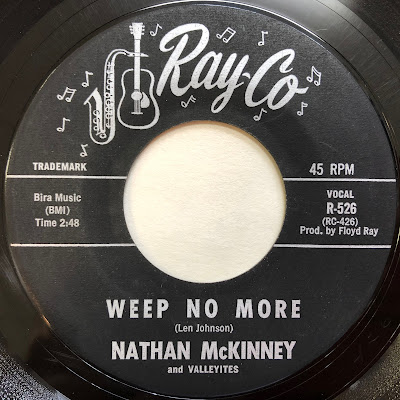 Ray-Co
TRADEMARK
45 RPM
Bira Music
(BMI)
Time 2:48
VOCAL
R-526
(RC-426)
Prod. by Floyd Ray
WEEP NO MORE
(Len Johnson)
NATHAN McKINNEY
and VALLEYITES